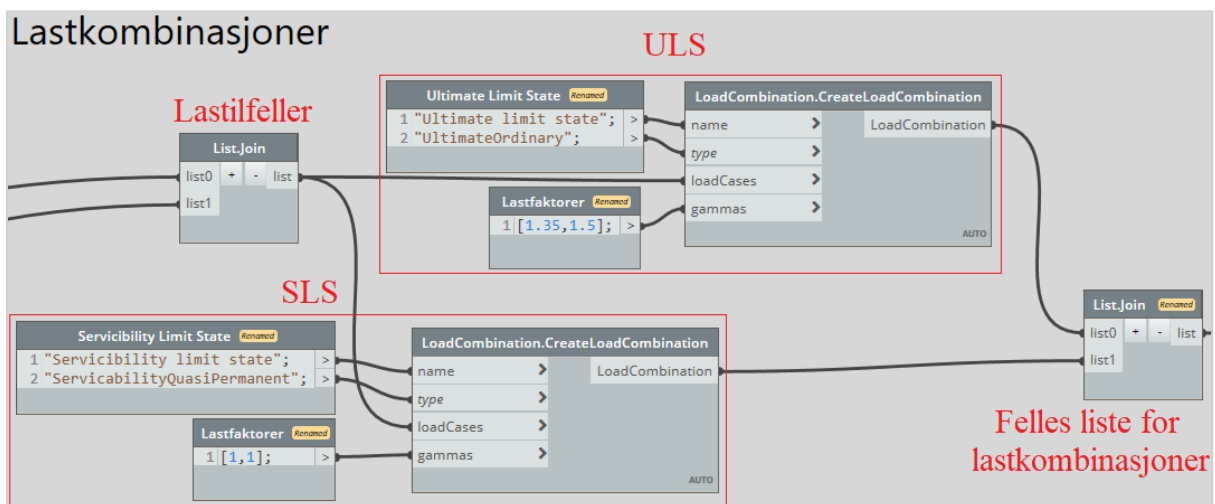 Lastkombinasjoner
ULS
Lastilfeller
List.Join
list0 + - list
list1
Ultimate Limit State Renamed
1 "Ultimate limit state"; >
2 "UltimateOrdinary"; >
LoadCombination.CreateLoadCombination
name > LoadCombination
type >
loadCases >
gammas >
AUTO
Lastfaktorer Renamed
1 [1.35,1.5]; >
SLS
Servicibility Limit State Renamed
1 "Servicibility limit state"; >
2 "ServicabilityQuasiPermanent"; >
LoadCombination.CreateLoadCombination
name > LoadCombination
type >
loadCases >
gammas >
AUTO
Lastfaktorer Renamed
1 [1,1]; >
List.Join Renamed
list0 + - list
list1
Felles liste for
lastkombinasjoner